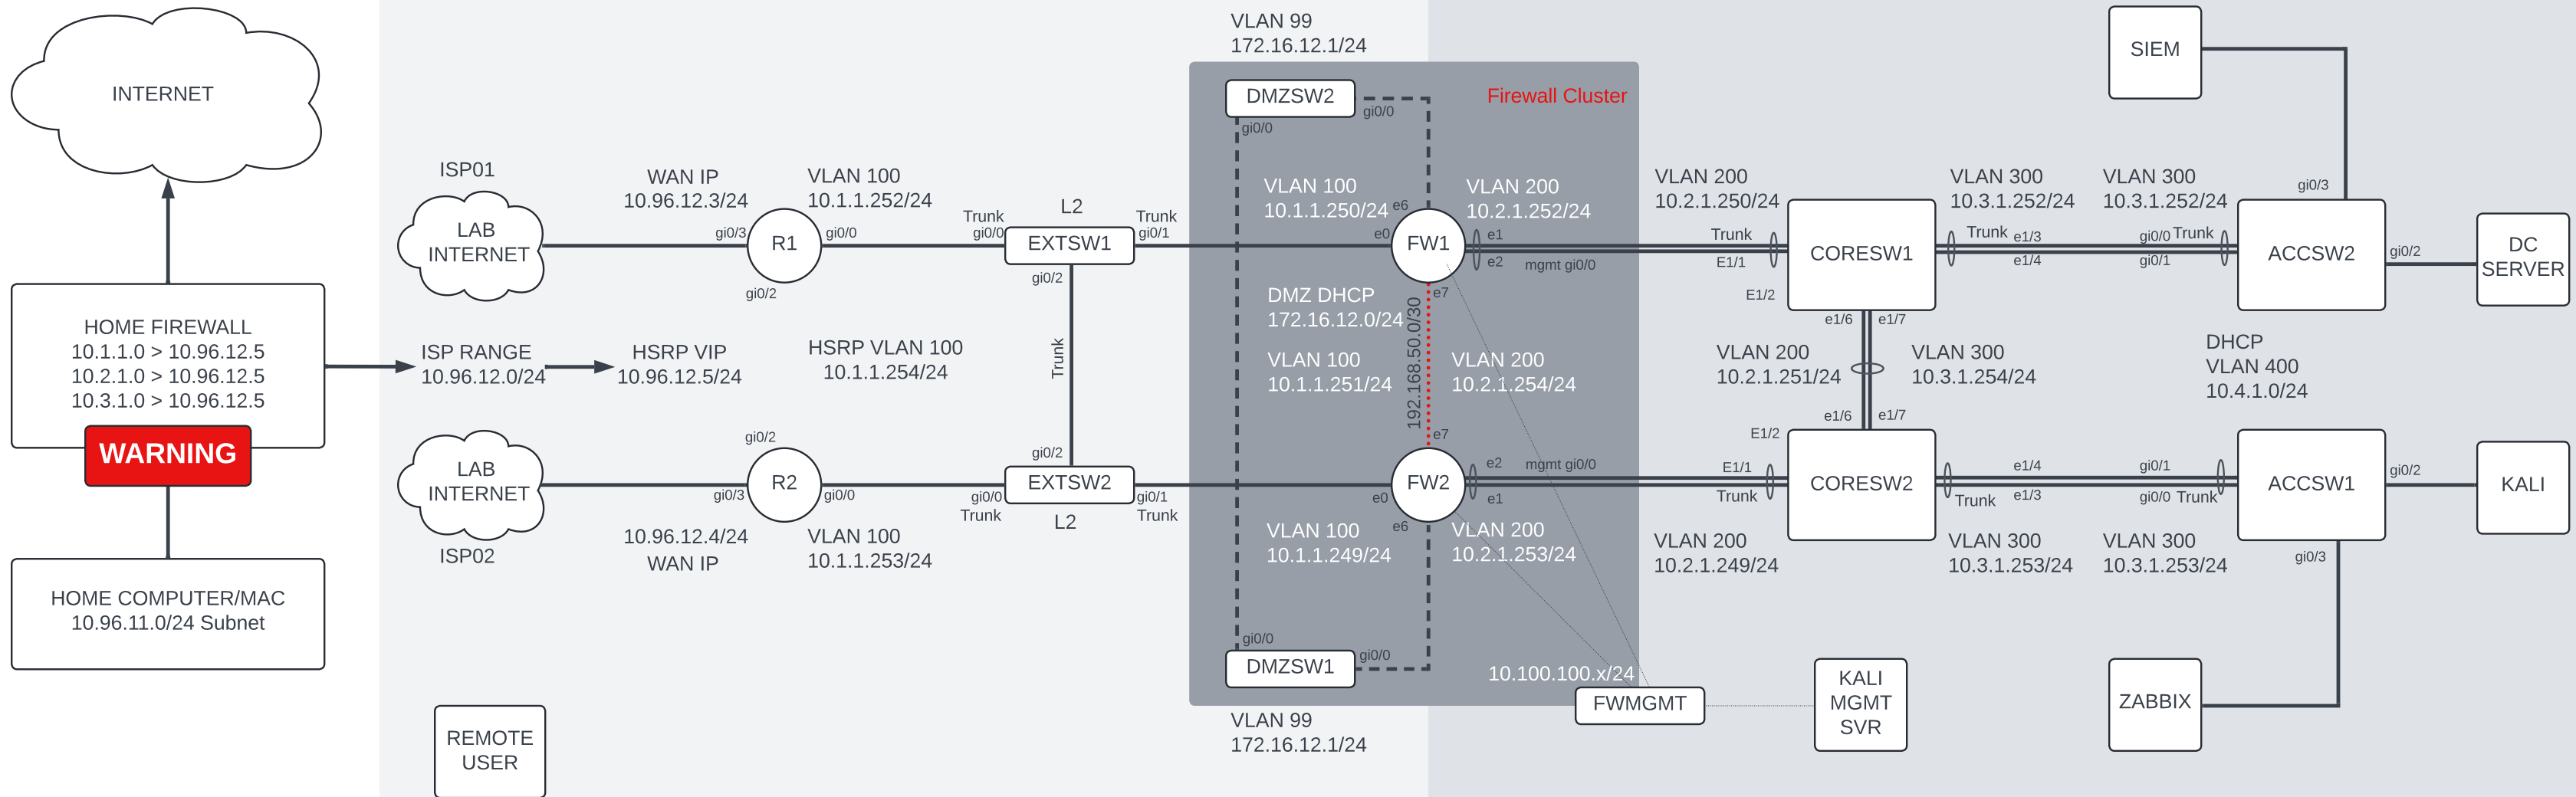 INTERNET
HOME FIREWALL
10.1.1.0 > 10.96.12.5
10.2.1.0 > 10.96.12.5
10.3.1.0 > 10.96.12.5
WARNING
HOME COMPUTER/MAC
10.96.11.0/24 Subnet
ISP01
LAB
INTERNET
ISP RANGE
10.96.12.0/24
HSRP VIP
10.96.12.5/24
LAB
INTERNET
ISP02
REMOTE
USER
WAN IP
10.96.12.3/24
VLAN 100
10.1.1.252/24
gi0/3
R1
gi0/0
gi0/2
HSRP VLAN 100
10.1.1.254/24
gi0/2
R2
gi0/3
gi0/0
10.96.12.4/24
WAN IP
VLAN 100
10.1.1.253/24
L2
Trunk
gi0/0
EXTSW1
Trunk
gi0/1
gi0/2
Trunk
gi0/2
EXTSW2
gi0/0
Trunk
gi0/1
Trunk
L2
VLAN 99
172.16.12.1/24
DMZSW2
gi0/0
gi0/0
Firewall Cluster
VLAN 100
10.1.1.250/24
e6
VLAN 200
10.2.1.252/24
e0
FW1
e1
e2
mgmt gi0/0
e7
DMZ DHCP
172.16.12.0/24
192.168.50.0/30
VLAN 100
10.1.1.251/24
VLAN 200
10.2.1.254/24
e7
FW2
e2
mgmt gi0/0
e0
e1
e6
VLAN 100
10.1.1.249/24
VLAN 200
10.2.1.253/24
gi0/0
DMZSW1
gi0/0
VLAN 99
172.16.12.1/24
10.100.100.x/24
FWMGMT
KALI
MGMT
SVR
VLAN 200
10.2.1.250/24
Trunk
E1/1
E1/2
CORESW1
VLAN 300
10.3.1.252/24
Trunk
e1/3
e1/4
e1/6
e1/7
VLAN 200
10.2.1.251/24
VLAN 300
10.3.1.254/24
e1/6
e1/7
E1/2
E1/1
Trunk
CORESW2
e1/4
e1/3
Trunk
VLAN 200
10.2.1.249/24
VLAN 300
10.3.1.253/24
SIEM
gi0/3
VLAN 300
10.3.1.252/24
gi0/0
Trunk
gi0/1
ACCSW2
gi0/2
DC
SERVER
DHCP
VLAN 400
10.4.1.0/24
gi0/1
gi0/0
Trunk
ACCSW1
gi0/2
KALI
VLAN 300
10.3.1.253/24
gi0/3
ZABBIX